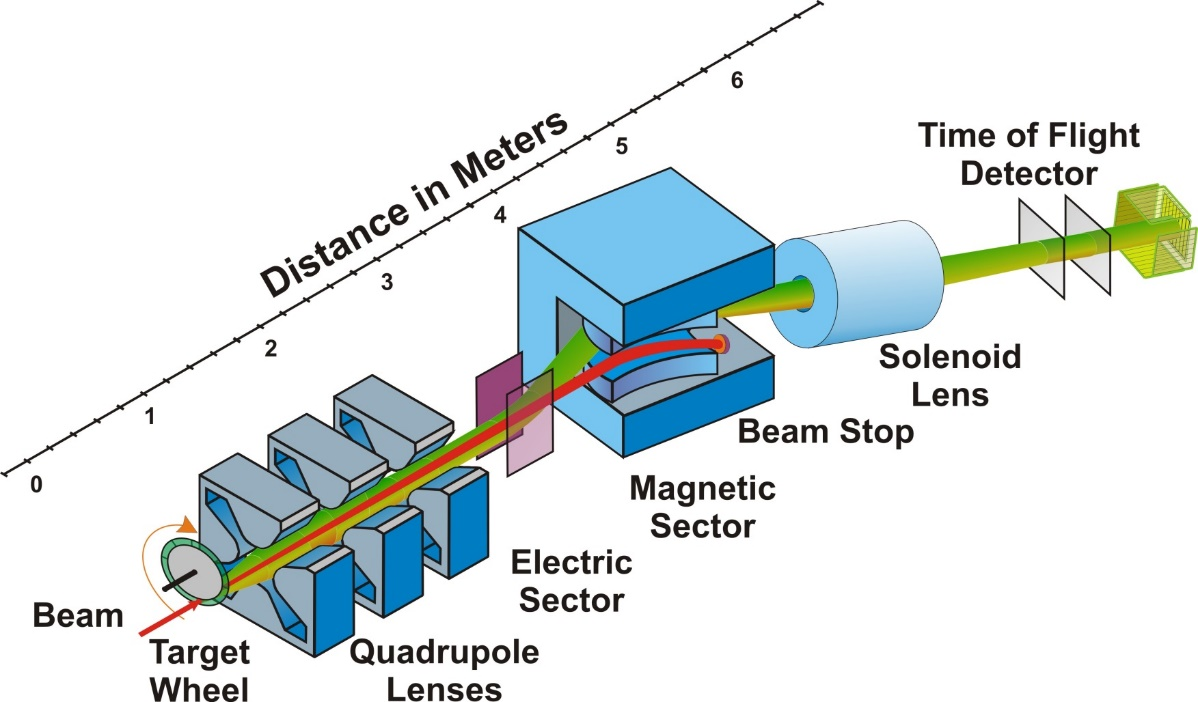 0
1
2
3
4
5
6
Distance in Meters
Time of Flight
Detector
Solenoid
Lens
Beam Stop
Magnetic
Sector
Electric
Sector
Quadrupole
Lenses
Target
Wheel
Beam